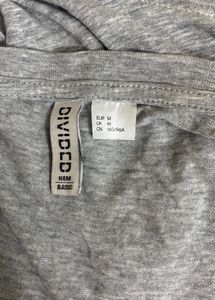 DIVIDED
H&M
BASIC
EUR M
UK M
CN 165/96A